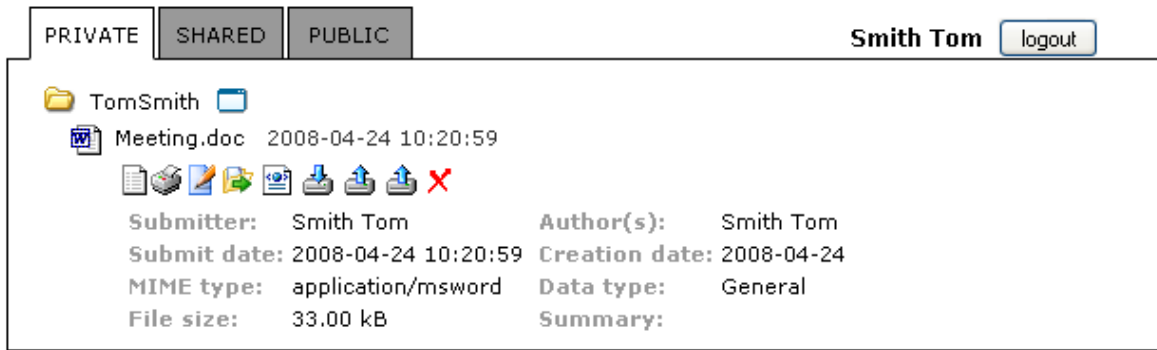 PRIVATE SHARED PUBLIC Smith Tom logout
TomSmith
Meeting.doc 2008-04-24 10:20:59
Submitter: Smith Tom Author(s): Smith Tom
Submit date: 2008-04-24 10:20:59 Creation date: 2008-04-24
MIME type: application/msword Data type: General
File size: 33.00 kB Summary: